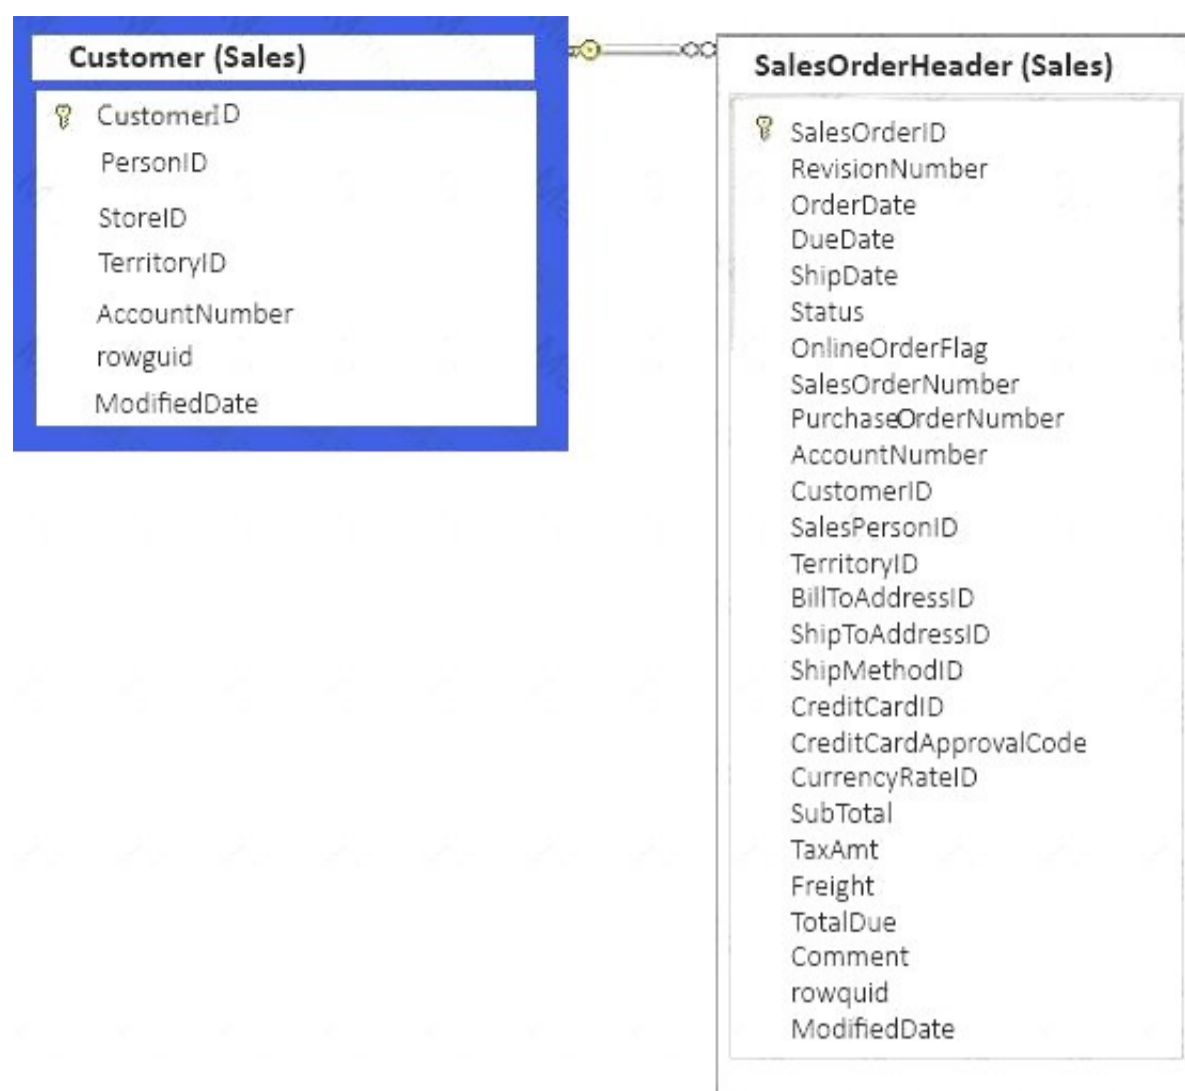 Customer (Sales)
CustomerID
PersonID
StoreID
TerritoryID
AccountNumber
rowguid
ModifiedDate
SalesOrderHeader (Sales)
SalesOrderID
RevisionNumber
OrderDate
DueDate
ShipDate
Status
OnlineOrderFlag
SalesOrderNumber
PurchaseOrderNumber
AccountNumber
CustomerID
SalesPersonID
TerritoryID
BillToAddressID
ShipToAddressID
ShipMethodID
CreditCardID
CreditCardApprovalCode
CurrencyRateID
SubTotal
TaxAmt
Freight
TotalDue
Comment
rowquid
ModifiedDate